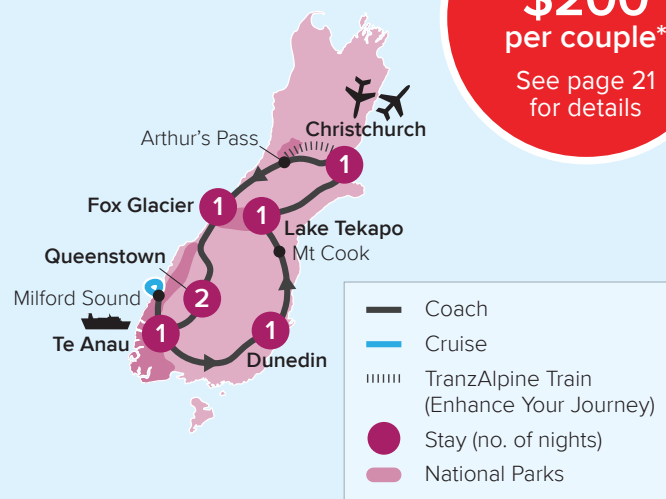 $200
per couple*
See page 21
for details
Arthur's Pass
Christchurch
1
Fox Glacier
1
1
Lake Tekapo
Mt Cook
Queenstown
2
Milford Sound
Te Anau
1
1
Dunedin
Coach
Cruise
TranzAlpine Train
(Enhance Your Journey)
Stay (no. of nights)
National Parks